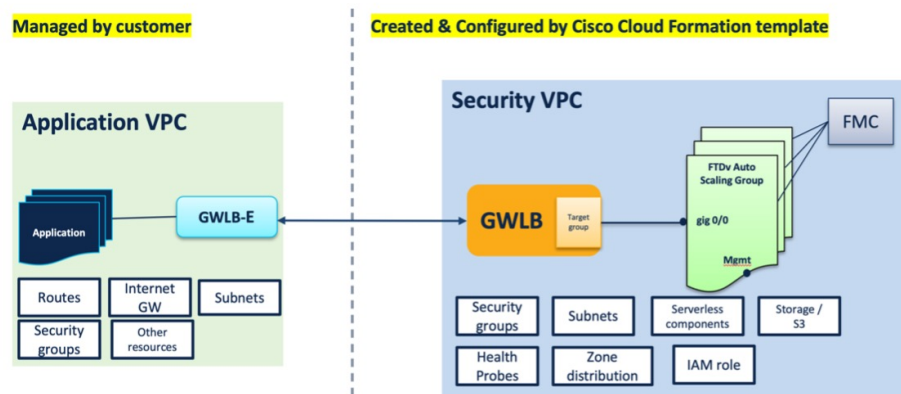 Managed by customer
Created & Configured by Cisco Cloud Formation template
Application VPC
Application
GWLB-E
Routes
Internet
GW
Subnets
Security
groups
Other
resources
Security VPC
FMC
GWLB
Target
group
FTDv Auto
Scaling Group
gig 0/0
Mgmt
Security
groups
Subnets
Serverless
components
Storage /
S3
Health
Probes
Zone
distribution
IAM role